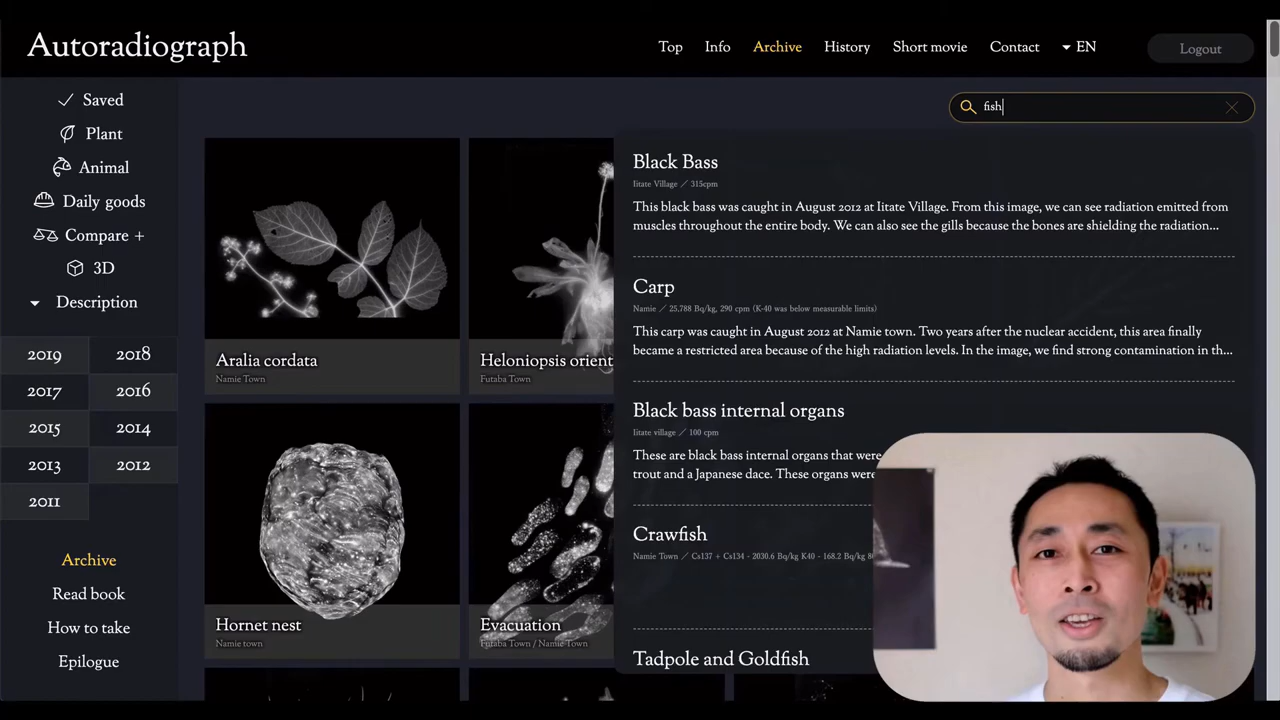 Autoradiograph
Top
Info
Archive
History
Short movie
Contact
EN
Logout
Saved
Plant
Animal
Daily goods
Compare +
3D
Description
2019
2018
2017
2016
2015
2014
2013
2012
2011
Archive
Read book
How to take
Epilogue
fish
Aralia cordata
Namie Town
Heloniopsis orient
Futaba Town
Hornet nest
Namie town
Evacuation
Futaba Town / Namie Town
Black Bass
Iitate Village / 315cpm
This black bass was caught in August 2012 at Iitate Village. From this image, we can see radiation emitted from
muscles throughout the entire body. We can also see the gills because the bones are shielding the radiation...
Carp
Namie / 25,788 Bq/kg, 290 cpm (K-40 was below measurable limits)
This carp was caught in August 2012 at Namie town. Two years after the nuclear accident, this area finally
became a restricted area because of the high radiation levels. In the image, we find strong contamination in th...
Black bass internal organs
Iitate village / 100 cpm
These are black bass internal organs that were
trout and a Japanese dace. These organs were
Crawfish
Namie Town / Cs137 + Cs134 - 2030.6 Bq/kg K40 - 168.2 Bq/kg 80
Tadpole and Goldfish